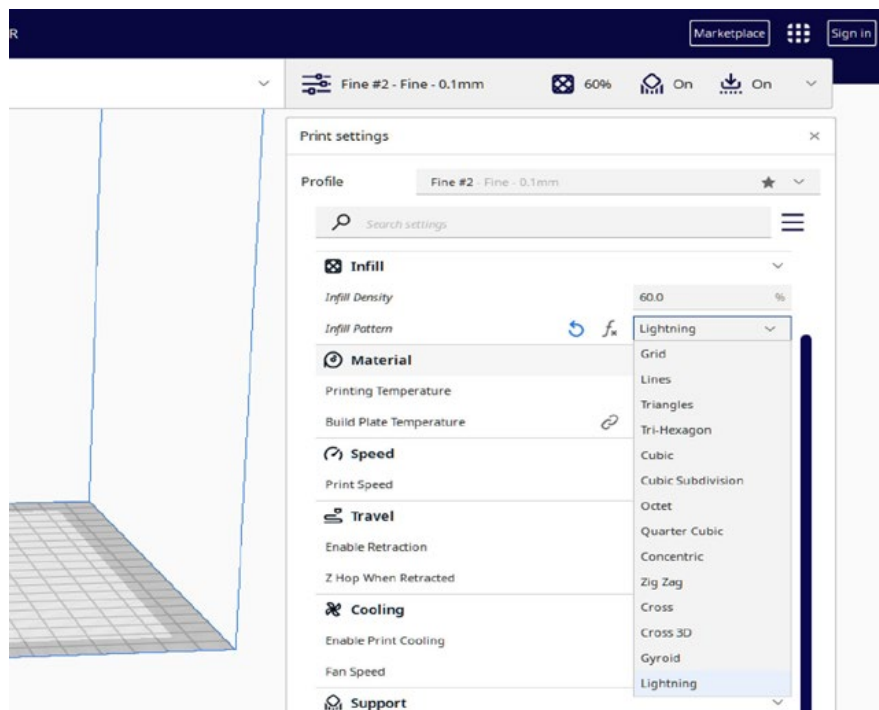 R
Marketplace
Sign in
Fine #2 - Fine - 0.1mm 60% On On
Print settings
Profile Fine #2 - Fine - 0.1mm
Search settings
Infill
Infill Density 60.0 %
Infill Pattern Lightning
Grid
Material
Lines
Printing Temperature
Triangles
Build Plate Temperature
Tri-Hexagon
Speed
Cubic
Print Speed
Cubic Subdivision
Travel
Octet
Enable Retraction
Quarter Cubic
Concentric
Z Hop When Retracted
Zig Zag
Cooling
Cross
Enable Print Cooling
Cross 3D
Fan Speed
Gyroid
Lightning
Support